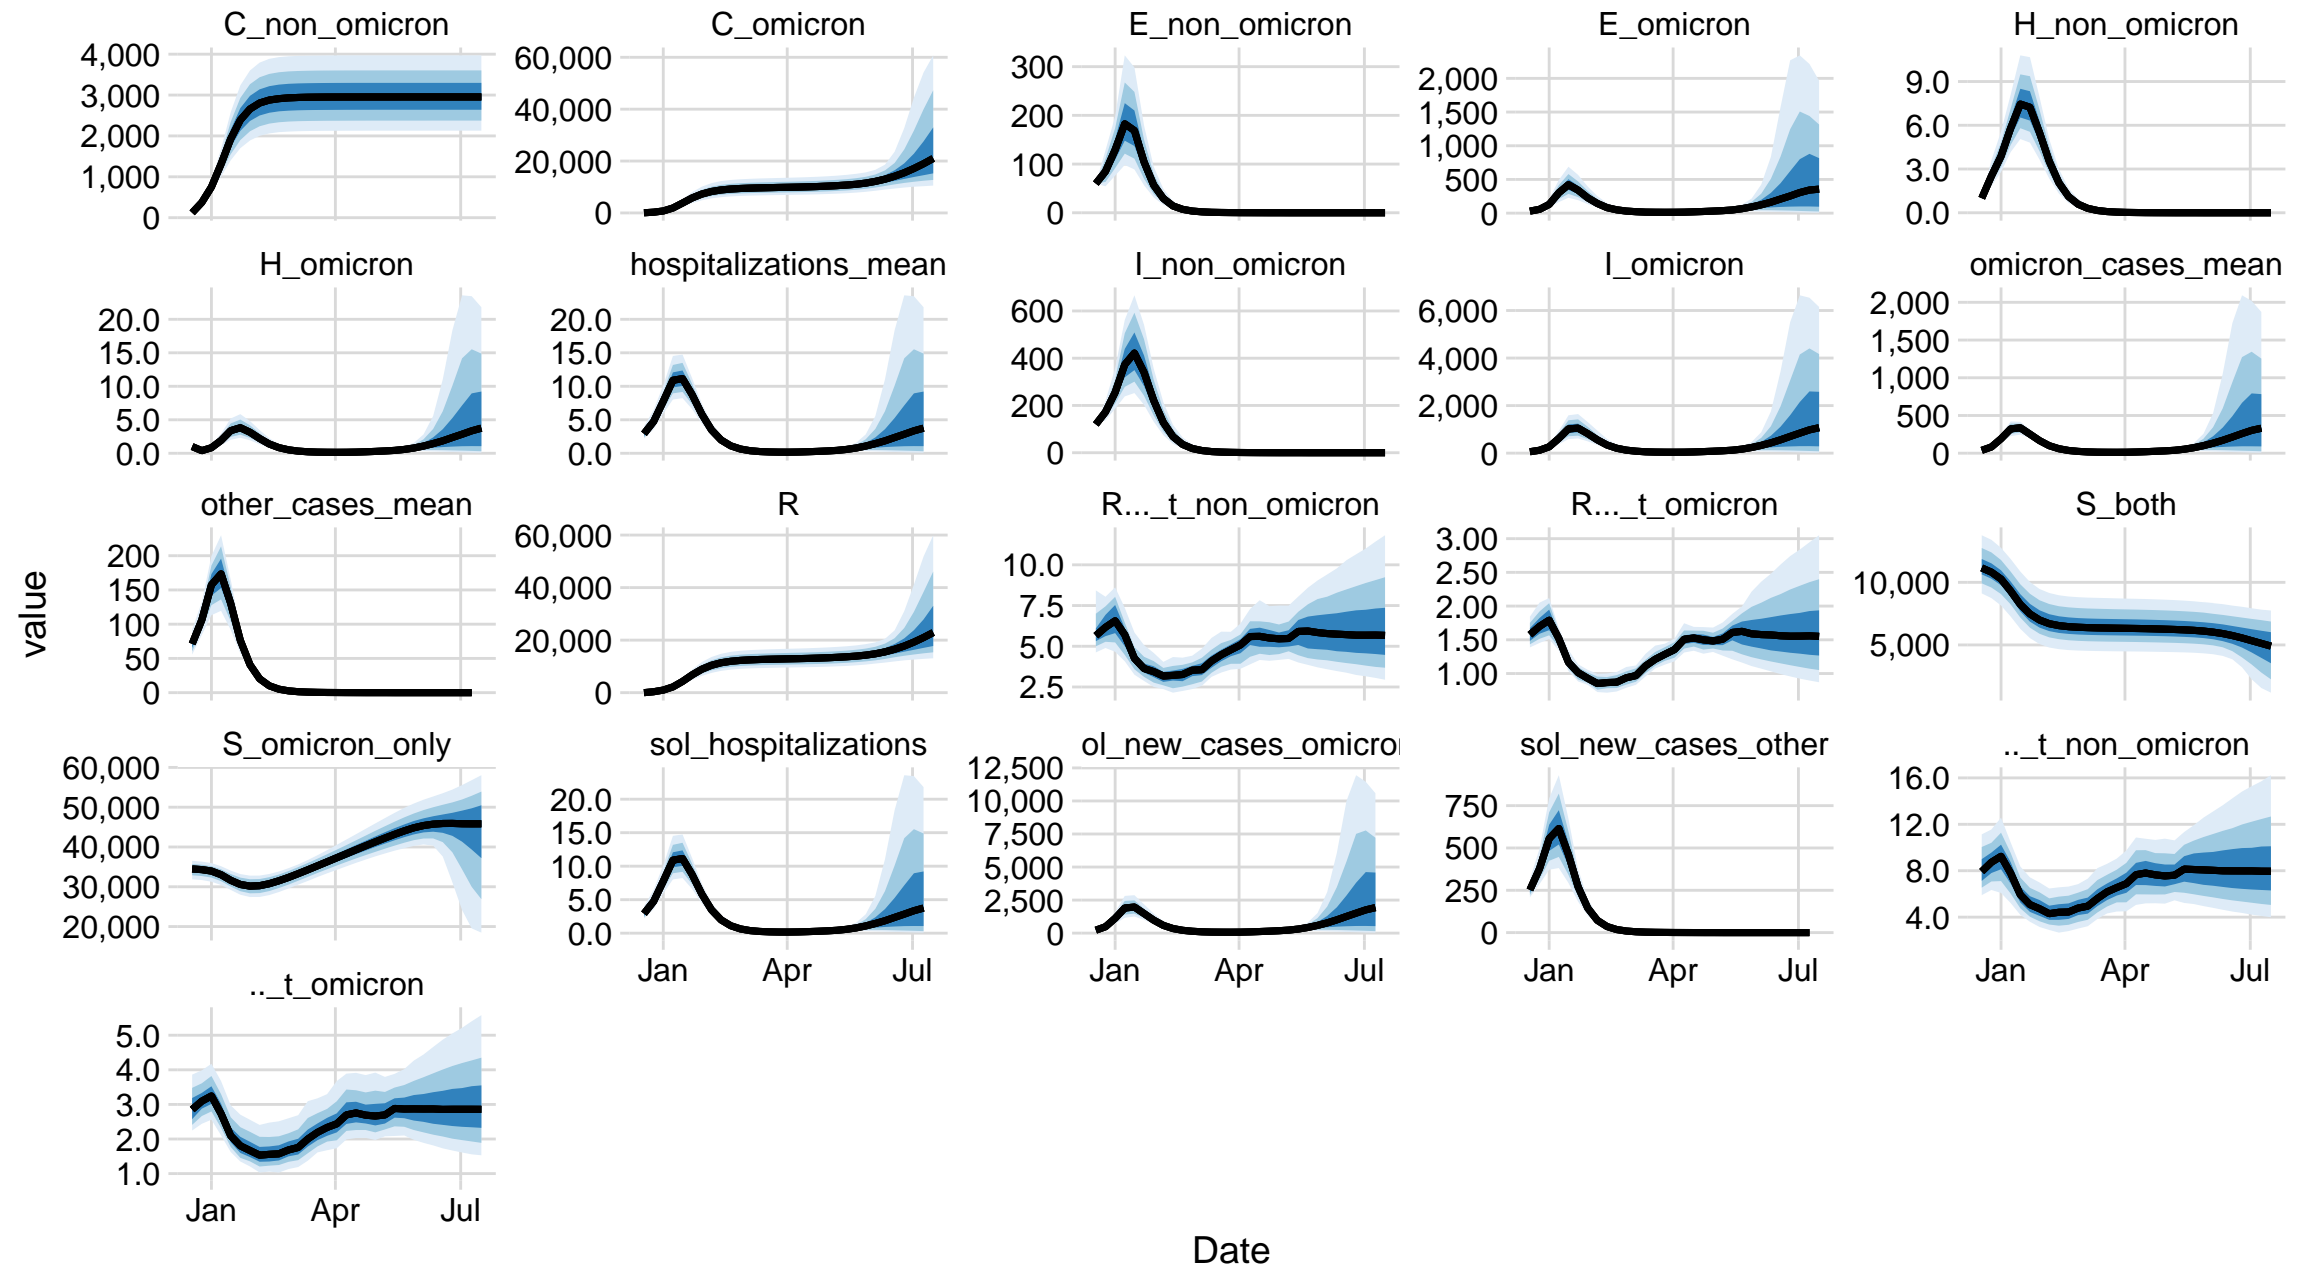 C_non_omicron C_omicron E_non_omicron E_omicron H_non_omicron
4,000 3,000 2,000 1,000 0
60,000 40,000 20,000 0
300 200 100 0
2,000 1,500 1,000 500 0
9.0 6.0 3.0 0.0
H_omicron hospitalizations_mean I_non_omicron I_omicron omicron_cases_mean
20.0 15.0 10.0 5.0 0.0
20.0 15.0 10.0 5.0 0.0
600 400 200 0
6,000 4,000 2,000 0
2,000 1,500 1,000 500 0
other_cases_mean R R..._t_non_omicron R..._t_omicron S_both
200 150 100 50 0
60,000 40,000 20,000 0
10.0 7.5 5.0 2.5
3.00 2.50 2.00 1.50 1.00
10,000 5,000
S_omicron_only sol_hospitalizations ol_new_cases_omicro sol_new_cases_other .._t_non_omicron
60,000 50,000 40,000 30,000 20,000
20.0 15.0 10.0 5.0 0.0
12,500 10,000 7,500 5,000 2,500 0
750 500 250 0
16.0 12.0 8.0 4.0
Jan Apr Jul Jan Apr Jul Jan Apr Jul Jan Apr Jul
.._t_omicron
5.0 4.0 3.0 2.0 1.0
Jan Apr Jul
value
Date